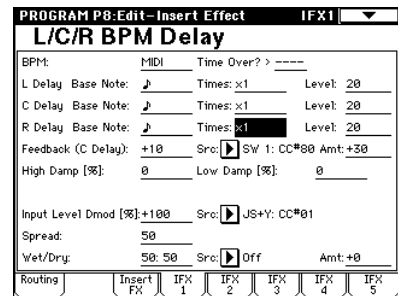 PROGRAM P8:Edit-Insert Effect IFX1
L/C/R BPM Delay
BPM: MIDI Time Over? > ----
L Delay Base Note: ♪ Times: x1 Level: 20
C Delay Base Note: ♪ Times: x1 Level: 20
R Delay Base Note: ♪ Times: x1 Level: 20
Feedback (C Delay): +10 Src: SW 1: CC#80 Amt: +30
High Damp [%]: 0 Low Damp [%]: 0
Input Level Dmod [%]: +100 Src: JS+Y: CC#01
Spread: 50
Wet/Dry: 50: 50 Src: Off Amt: +0
Routing Insert FX IFX 1 IFX 2 IFX 3 IFX 4 IFX 5